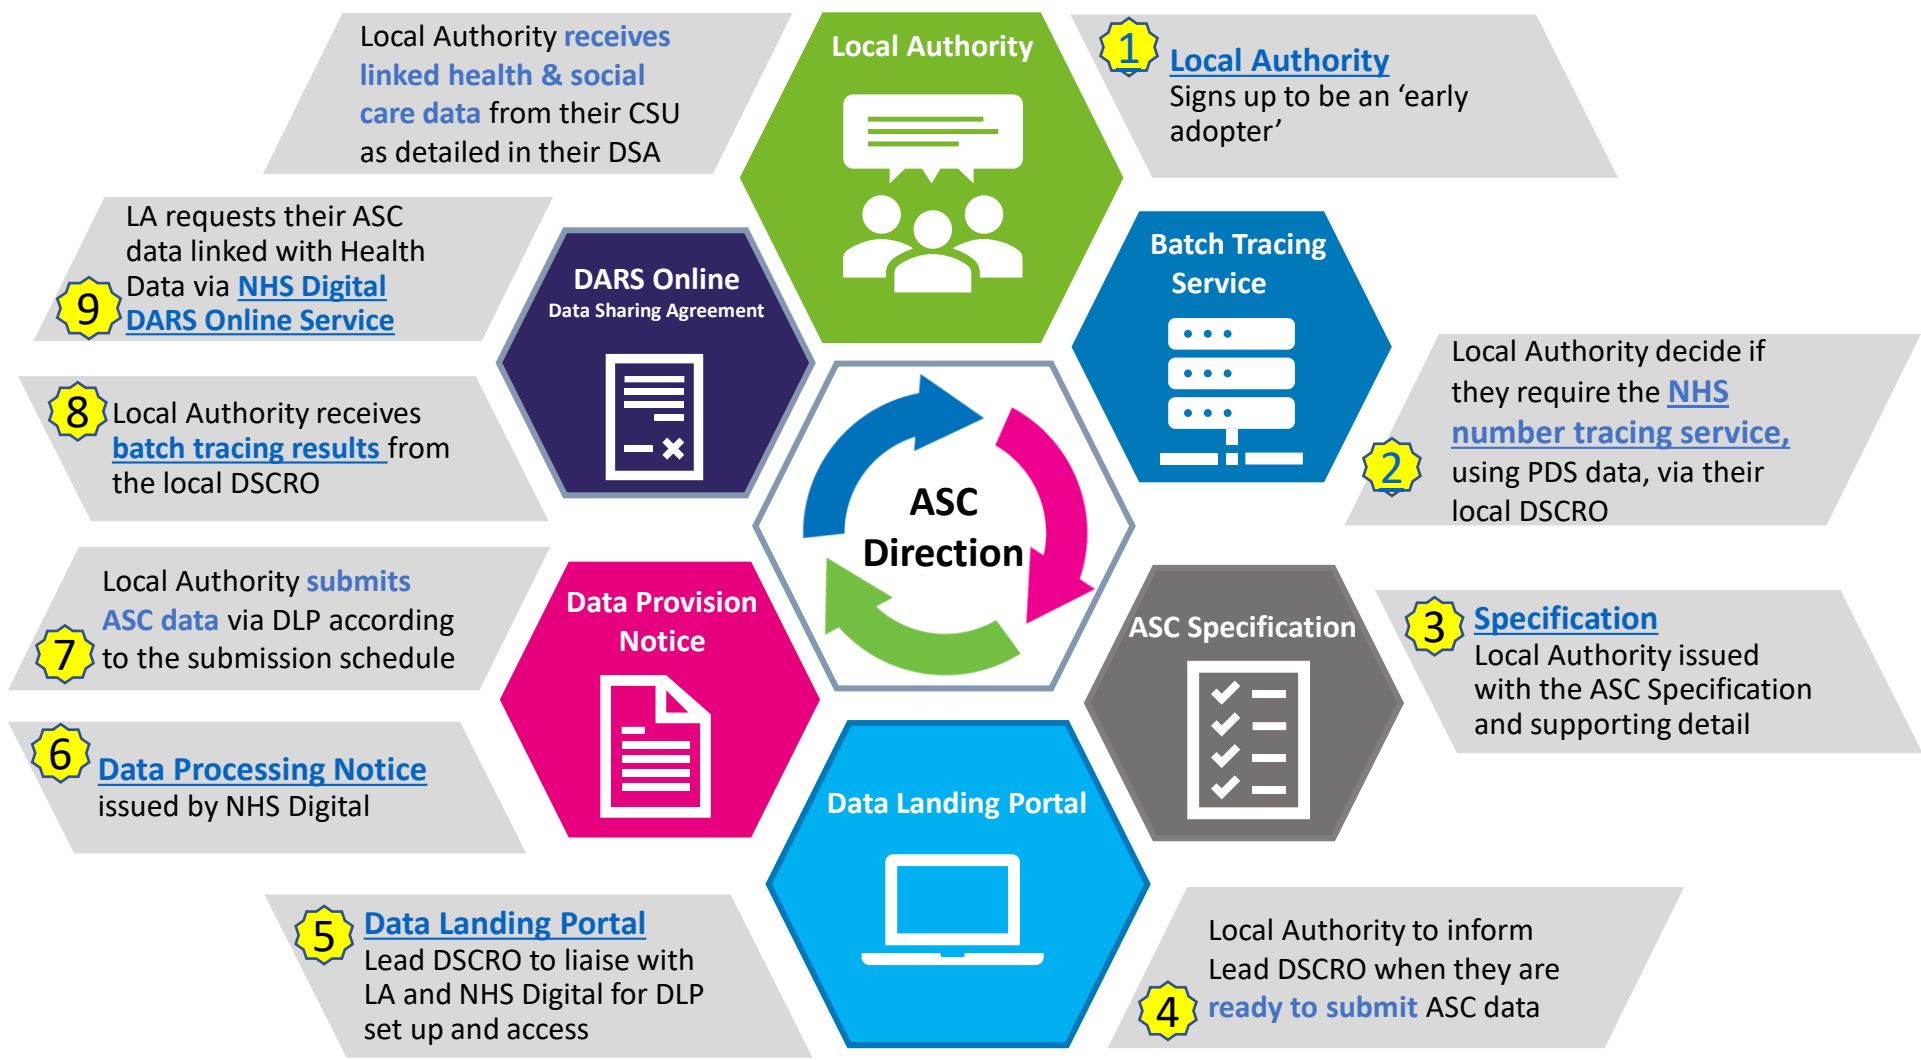 Local Authority receives
linked health & social
care data from their CSU
as detailed in their DSA
Local Authority
1
Local Authority
Signs up to be an ‘early
adopter’
Batch Tracing
Service
2
Local Authority decide if
they require the NHS
number tracing service,
using PDS data, via their
local DSCRO
ASC Specification
3
Specification
Local Authority issued
with the ASC Specification
and supporting detail
4
Local Authority to inform
Lead DSCRO when they are
ready to submit ASC data
Data Landing Portal
5
Data Landing Portal
Lead DSCRO to liaise with
LA and NHS Digital for DLP
set up and access
Data Provision
Notice
6
Data Processing Notice
issued by NHS Digital
7
Local Authority submits
ASC data via DLP according
to the submission schedule
8
Local Authority receives
batch tracing results from
the local DSCRO
DARS Online
Data Sharing Agreement
9
LA requests their ASC
data linked with Health
Data via NHS Digital
DARS Online Service
ASC
Direction